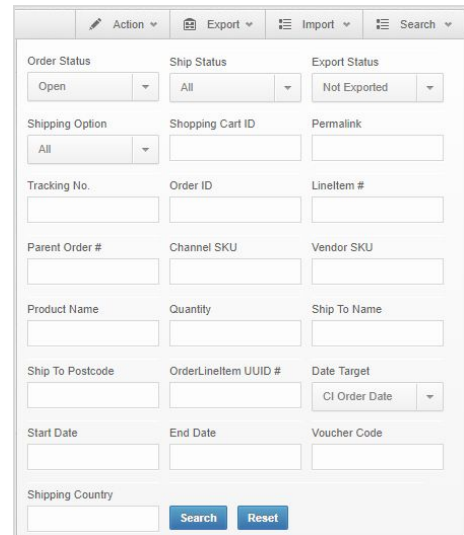 Action Export Import Search
Order Status Ship Status Export Status
Open All Not Exported
Shipping Option Shopping Cart ID Permalink
All
Tracking No. Order ID LineItem #
Parent Order # Channel SKU Vendor SKU
Product Name Quantity Ship To Name
Ship To Postcode OrderLineItem UUID # Date Target
CI Order Date
Start Date End Date Voucher Code
Shipping Country
Search Reset